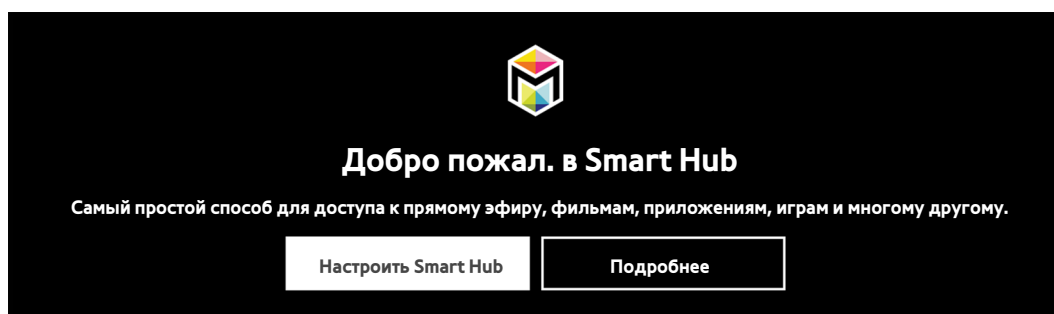 Добро пожал. в Smart Hub
Самый простой способ для доступа к прямому эфиру, фильмам, приложениям, играм и многому другому.
Настроить Smart Hub
Подробнее